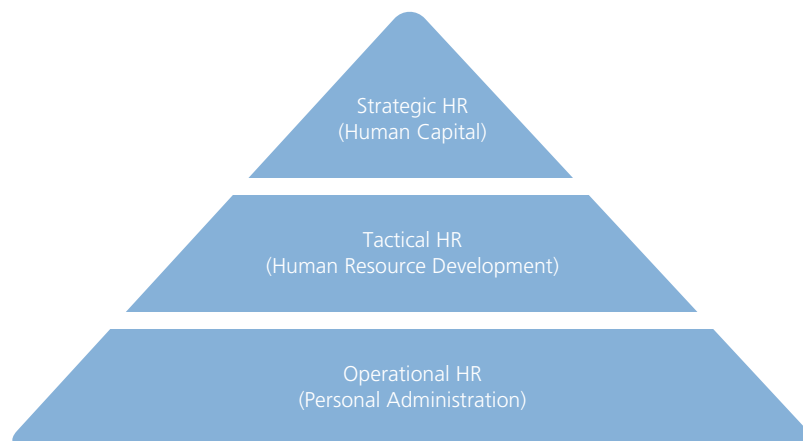 Strategic HR
(Human Capital)
Tactical HR
(Human Resource Development)
Operational HR
(Personal Administration)